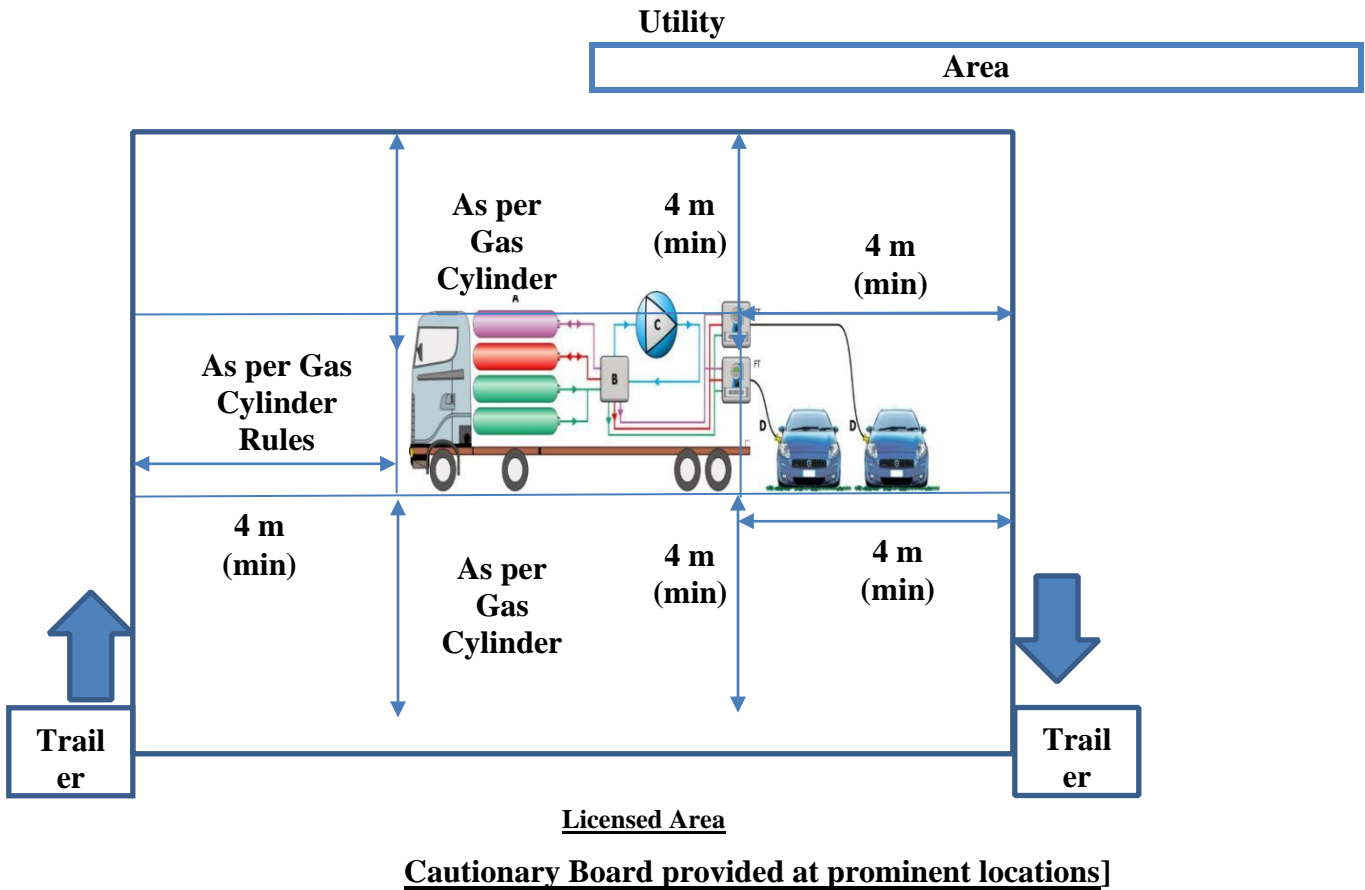 Utility
Area
As per
Gas
Cylinder
4 m
(min)
4 m
(min)
A
C
FT
As per Gas
Cylinder
Rules
B
FT
D
D
4 m
(min)
As per
Gas
Cylinder
4 m
(min)
4 m
(min)
Trail
er
Trail
er
Licensed Area
Cautionary Board provided at prominent locations]